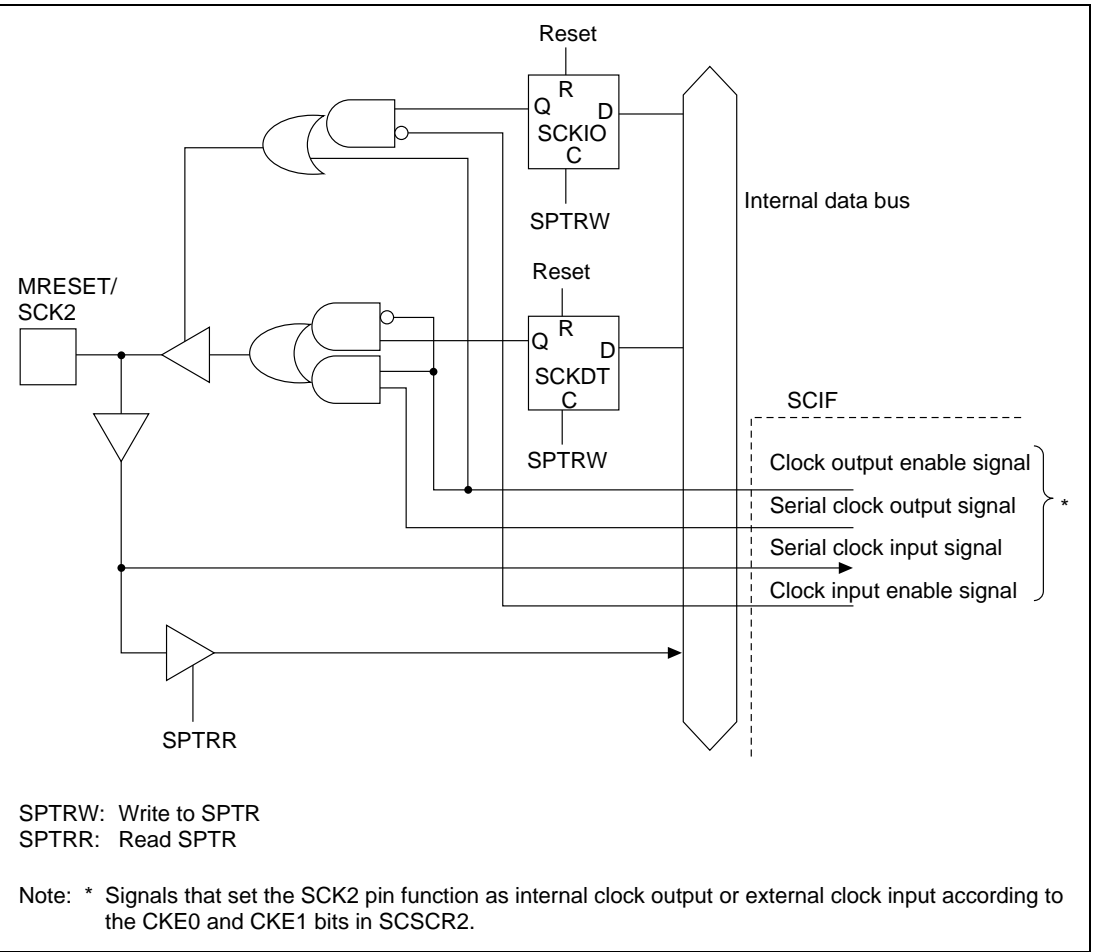 Reset
R
Q
D
SCKIO
C
SPTRW
Internal data bus
MRESET/
SCK2
Reset
R
Q
D
SCKDT
C
SPTRW
SCIF
Clock output enable signal
Serial clock output signal
*
Serial clock input signal
Clock input enable signal
SPTRR
SPTRW: Write to SPTR
SPTRR: Read SPTR
Note: * Signals that set the SCK2 pin function as internal clock output or external clock input according to
the CKE0 and CKE1 bits in SCSCR2.